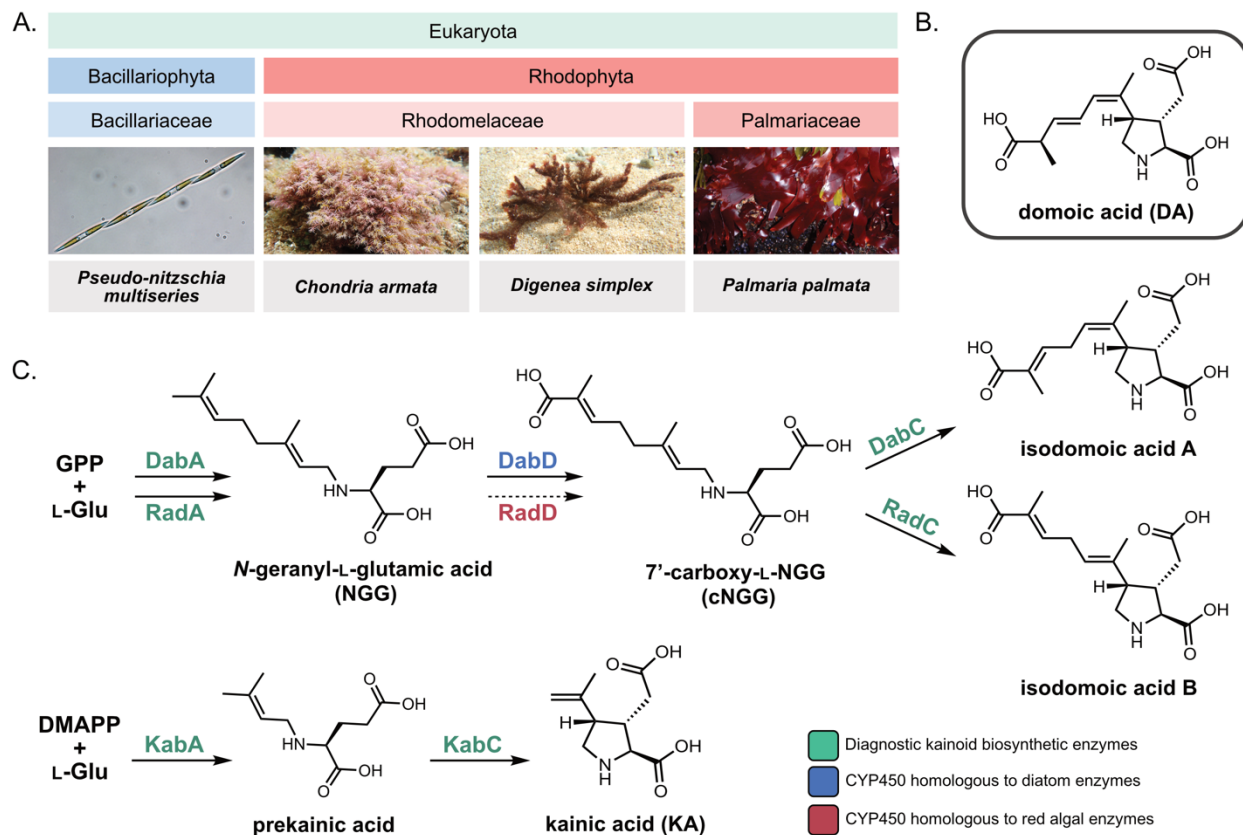 A.
Eukaryota
Bacillariophyta
Rhodophyta
Bacillariaceae
Rhodomelaceae
Palmariaceae
Pseudo-nitzschia
multiseries
Chondria armata
Digenea simplex
Palmaria palmata
B.
O
OH
HO
O
H
N
H
O
OH
domoic acid (DA)
O
OH
HO
O
H
N
H
O
OH
isodomoic acid A
HO
O
O
OH
H
N
H
O
OH
isodomoic acid B
C.
GPP
+
L-Glu
DabA
RadA
O
OH
HN
O
OH
N-geranyl-L-glutamic acid
(NGG)
DabD
RadD
HO
O
O
OH
HN
O
OH
7’-carboxy-L-NGG
(cNGG)
DabC
RadC
DMAPP
+
L-Glu
KabA
O
OH
HN
O
OH
prekainic acid
KabC
O
OH
H
N
H
O
OH
kainic acid (KA)
Diagnostic kainoid biosynthetic enzymes
CYP450 homologous to diatom enzymes
CYP450 homologous to red algal enzymes